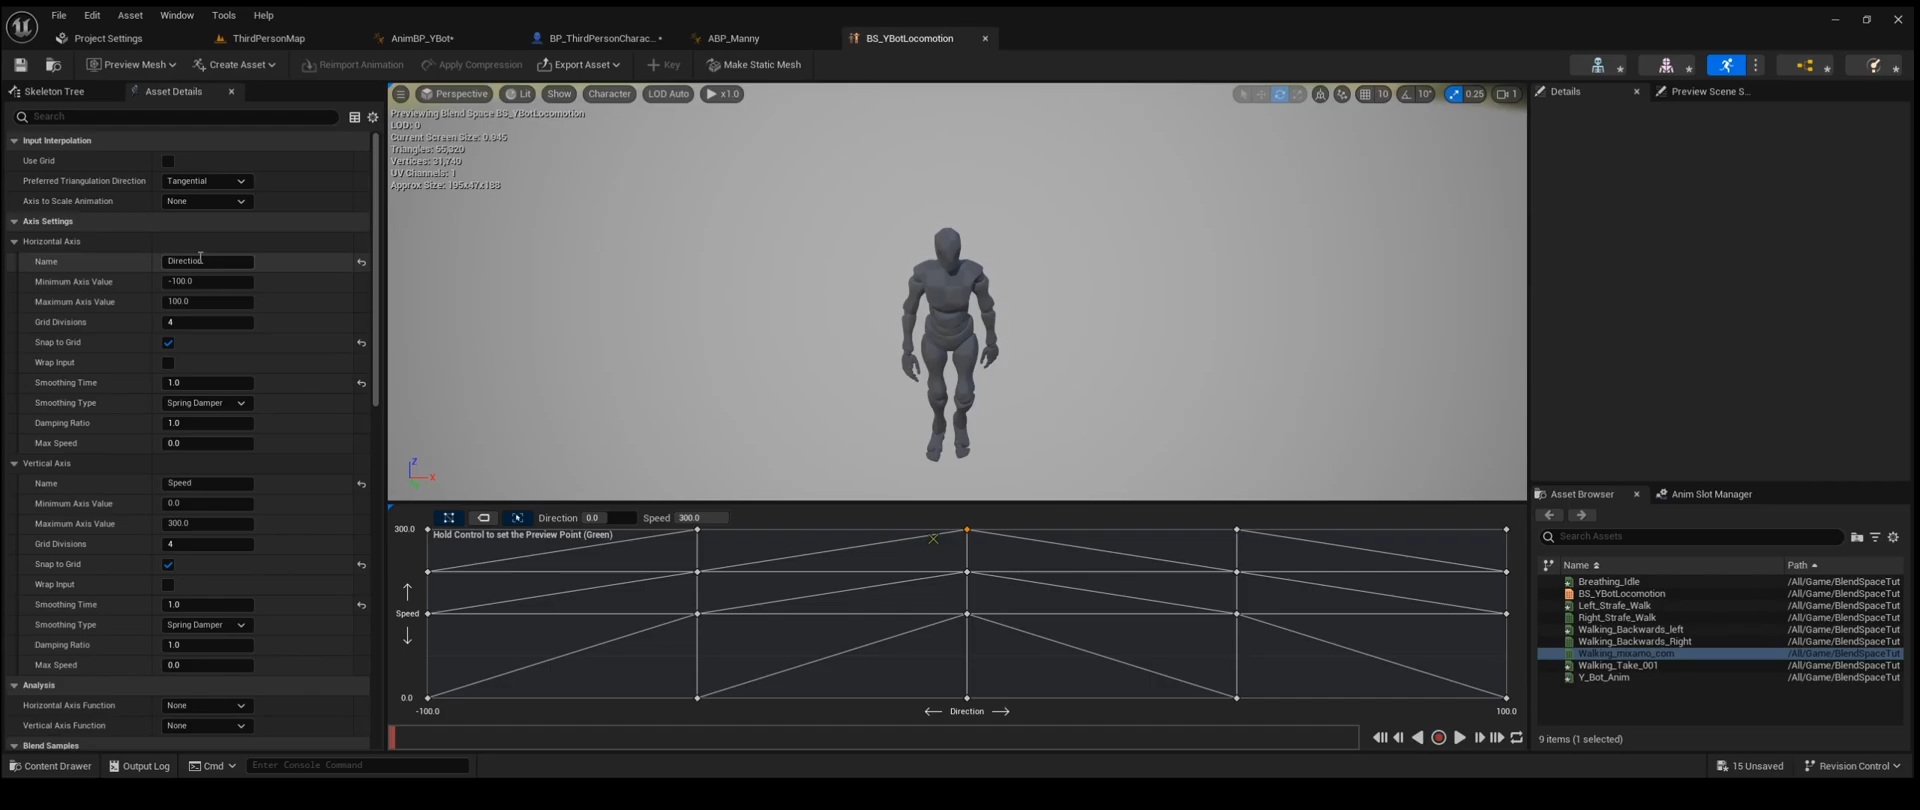 File Edit Asset Window Tools Help
Project Settings ThirdPersonMap AnimBP_YBot• BP_ThirdPersonCharac... • ABP_Manny BS_YBotLocomotion
Preview Mesh Create Asset Reimport Animation Apply Compression Export Asset Key Make Static Mesh
Skeleton Tree Asset Details
Search
Input Interpolation
Use Grid
Preferred Triangulation Direction Tangential
Axis to Scale Animation None
Axis Settings
Horizontal Axis
Name Direction
Minimum Axis Value -100.0
Maximum Axis Value 100.0
Grid Divisions 4
Snap to Grid
Wrap Input
Smoothing Time 1.0
Smoothing Type Spring Damper
Damping Ratio 1.0
Max Speed 0.0
Vertical Axis
Name Speed
Minimum Axis Value 0.0
Maximum Axis Value 300.0
Grid Divisions 4
Snap to Grid
Wrap Input
Smoothing Time 1.0
Smoothing Type Spring Damper
Damping Ratio 1.0
Max Speed 0.0
Analysis
Horizontal Axis Function None
Vertical Axis Function None
Blend Samples
Perspective Lit Show Character LOD Auto x1.0 10 10° 0.25 1
Previewing Blend Space BS_YBotLocomotion
LOD: 0
Current Screen Size: 0.945
Triangles: 55,320
Vertices: 31,740
UV Channels: 1
Approx Size: 195x47x188
Z
X
Direction 0.0 Speed 300.0
300.0
Hold Control to set the Preview Point (Green)
Speed
0.0
-100.0 Direction 100.0
Details Preview Scene S...
Asset Browser Anim Slot Manager
Search Assets
Name Path
Breathing_Idle /All/Game/BlendSpaceTut
BS_YBotLocomotion /All/Game/BlendSpaceTut
Left_Strafe_Walk /All/Game/BlendSpaceTut
Right_Strafe_Walk /All/Game/BlendSpaceTut
Walking_Backwards_left /All/Game/BlendSpaceTut
Walking_Backwards_Right /All/Game/BlendSpaceTut
Walking_mixamo_com /All/Game/BlendSpaceTut
Walking_Take_001 /All/Game/BlendSpaceTut
Y_Bot_Anim /All/Game/BlendSpaceTut
9 items (1 selected)
Content Drawer Output Log Cmd Enter Console Command 15 Unsaved Revision Control